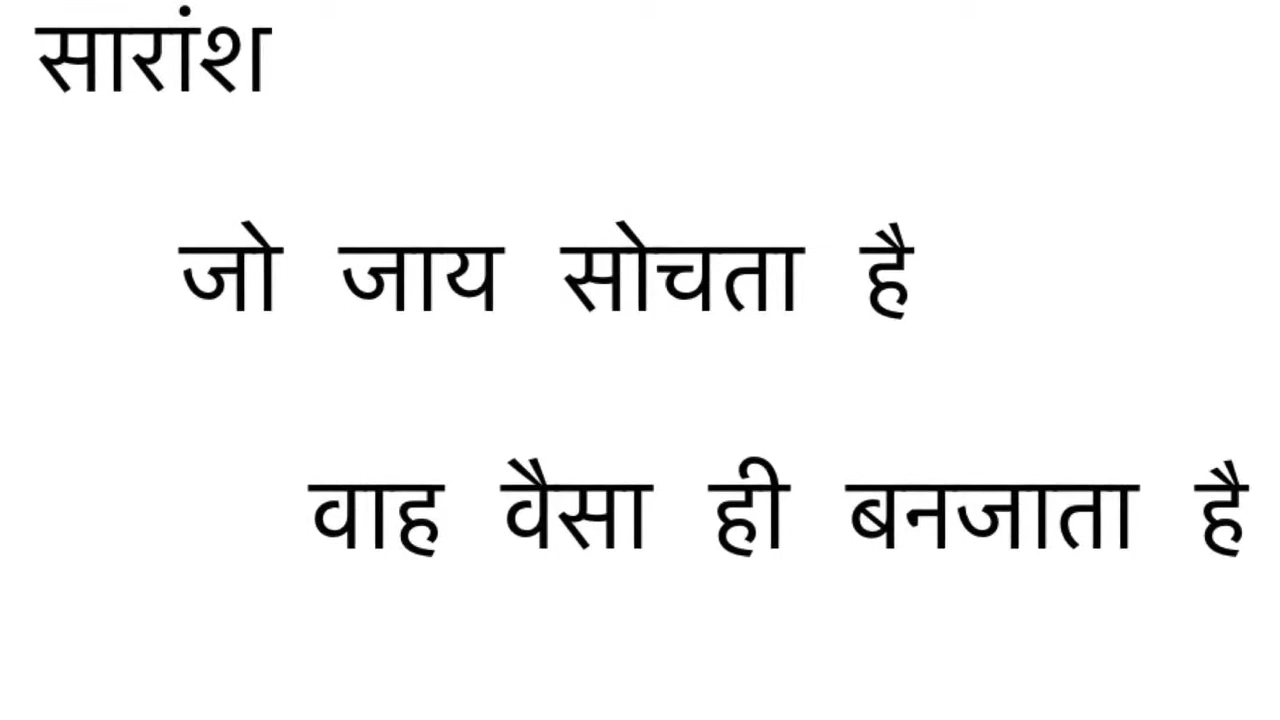 सारांश
जो जाय सोचता है
वाह वैसा ही बनजाता है